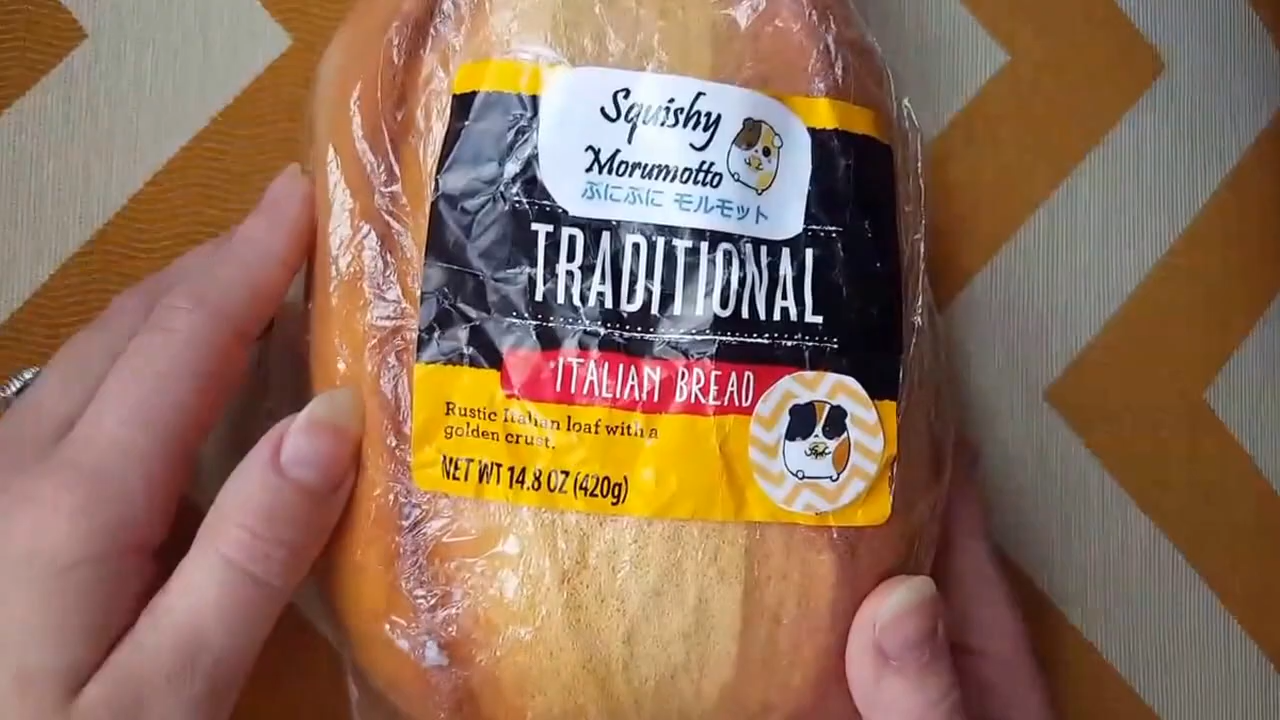 Squishy
Morumotto
ぷにぷに モルモット
TRADITIONAL
ITALIAN BREAD
Rustic Italian loaf with a
golden crust.
NET WT 14.8 OZ (420g)